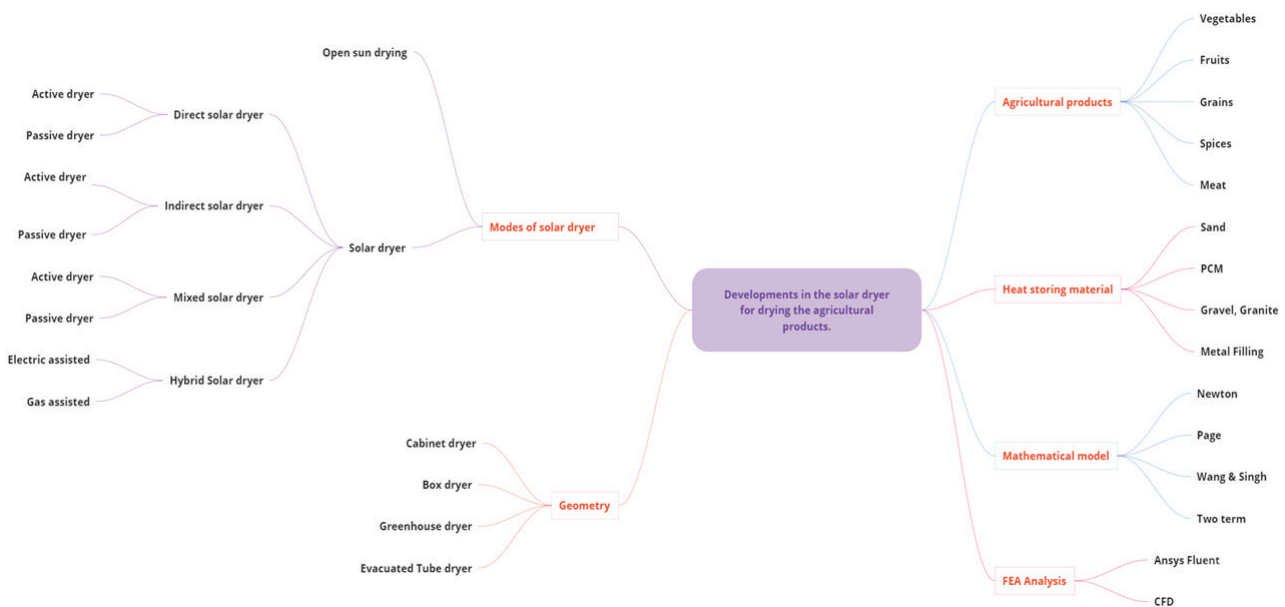 Developments in the solar dryer
for drying the agricultural
products.
Modes of solar dryer
Open sun drying
Solar dryer
Direct solar dryer
Active dryer
Passive dryer
Indirect solar dryer
Active dryer
Passive dryer
Mixed solar dryer
Active dryer
Passive dryer
Hybrid Solar dryer
Electric assisted
Gas assisted
Geometry
Cabinet dryer
Box dryer
Greenhouse dryer
Evacuated Tube dryer
Agricultural products
Vegetables
Fruits
Grains
Spices
Meat
Heat storing material
Sand
PCM
Gravel, Granite
Metal Filling
Mathematical model
Newton
Page
Wang & Singh
Two term
FEA Analysis
Ansys Fluent
CFD